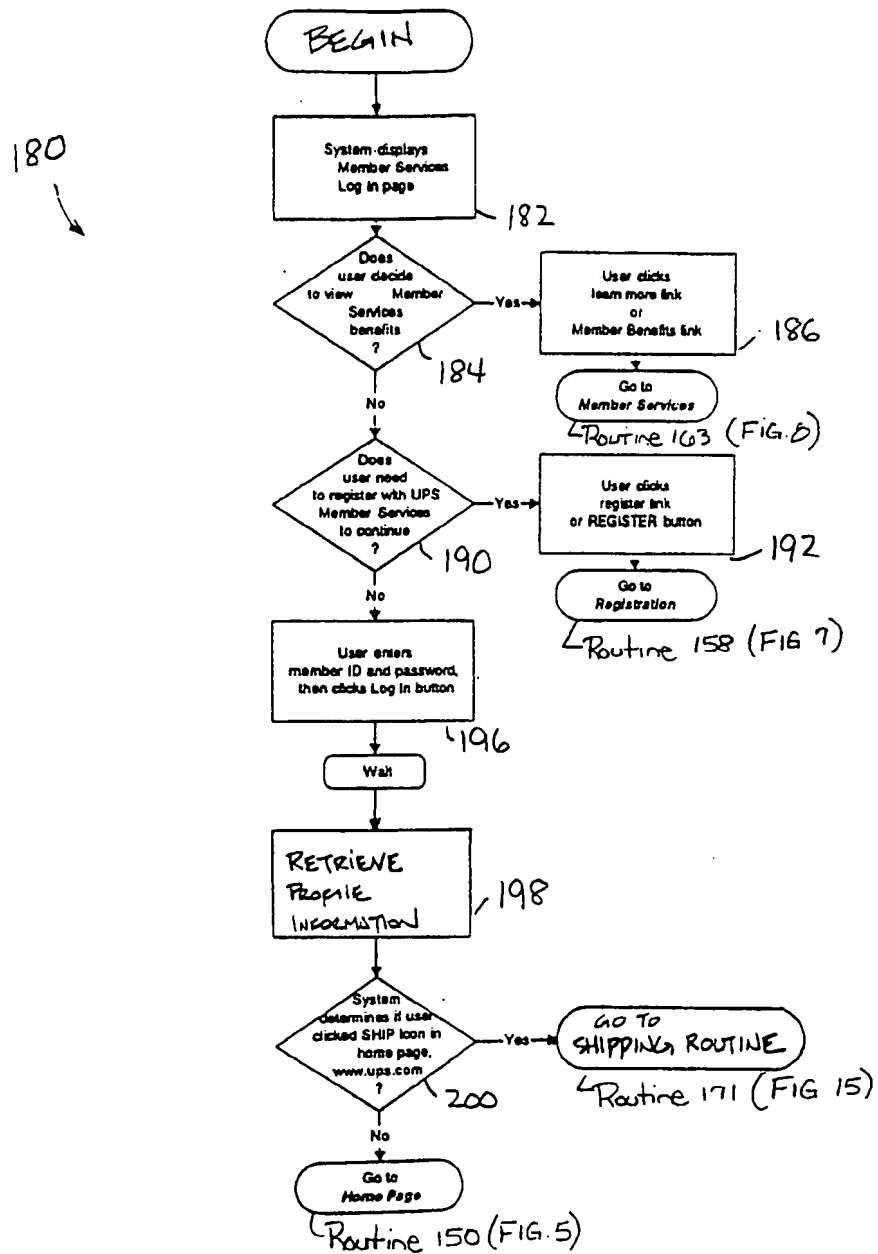 BEGIN
180
System displays
Member Services
Log In page
182
Does
user decide
to view Member
Services
benefits
?
184
Yes
User clicks
learn more link
or
Member Benefits link
186
Go to
Member Services
Routine 163 (FIG. 8)
No
Does
user need
to register with UPS
Member Services
to continue
?
190
Yes
User clicks
register link
or REGISTER button
192
Go to
Registration
Routine 158 (FIG 7)
No
User enters
member ID and password,
then clicks Log In button
196
Wait
RETRIEVE
PROFILE
INFORMATION
198
System
determines if user
clicked SHIP Icon in
home page,
www.ups.com
?
200
Yes
GO TO
SHIPPING ROUTINE
Routine 171 (FIG 15)
No
Go to
Home Page
Routine 150 (FIG. 5)